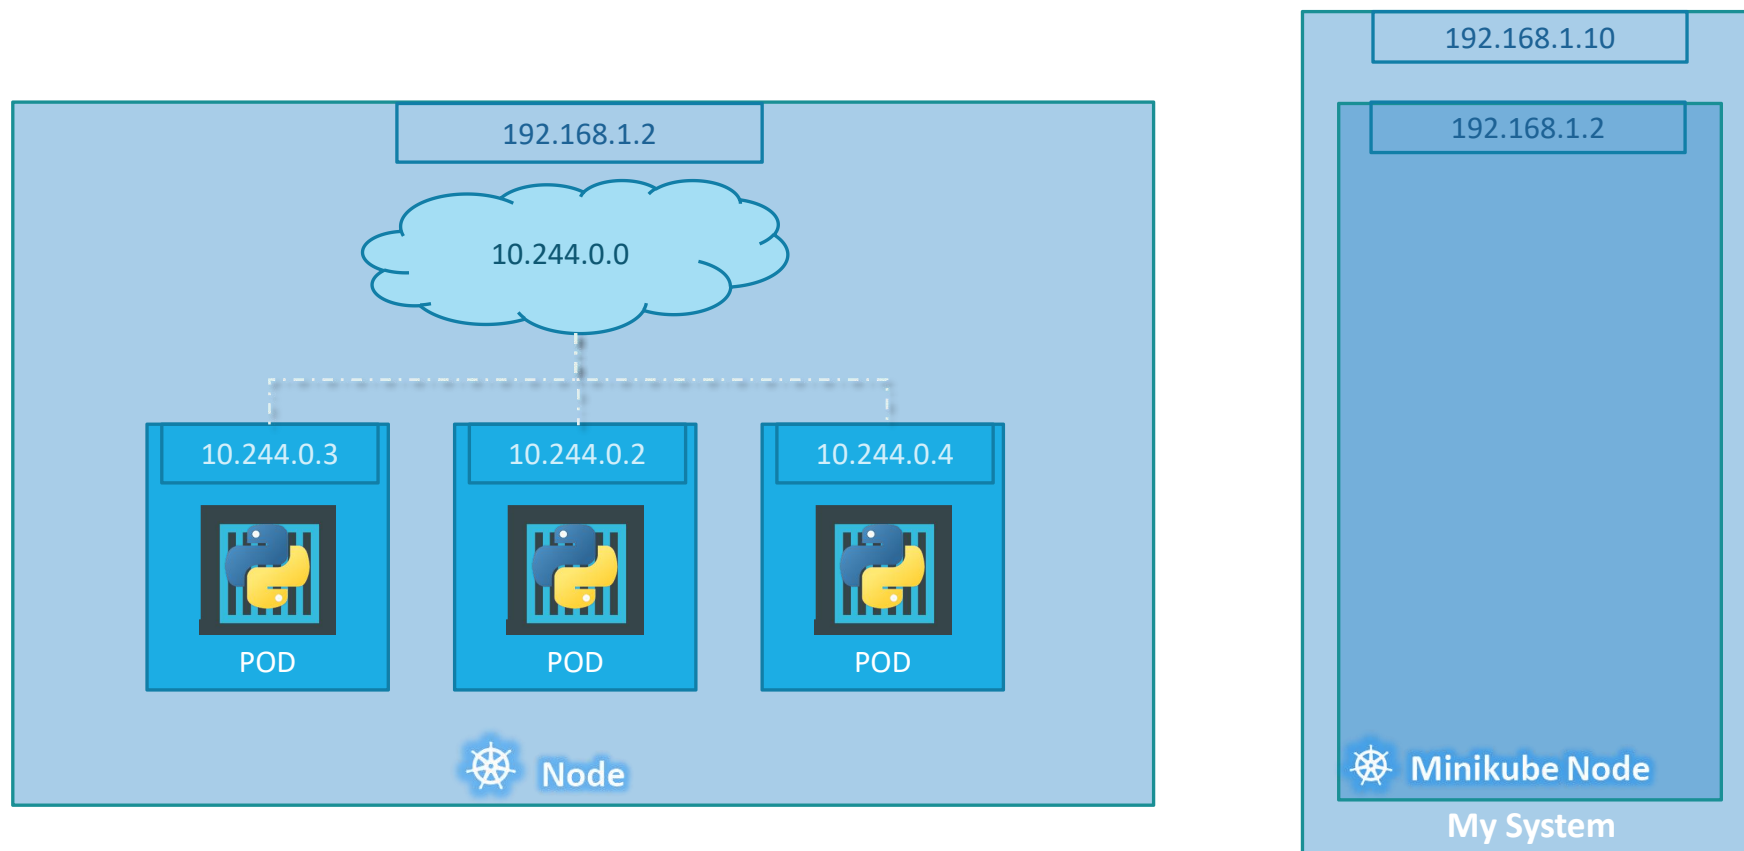 192.168.1.2
10.244.0.0
10.244.0.3
10.244.0.2
10.244.0.4
POD
POD
POD
Node
192.168.1.10
192.168.1.2
Minikube Node
My System